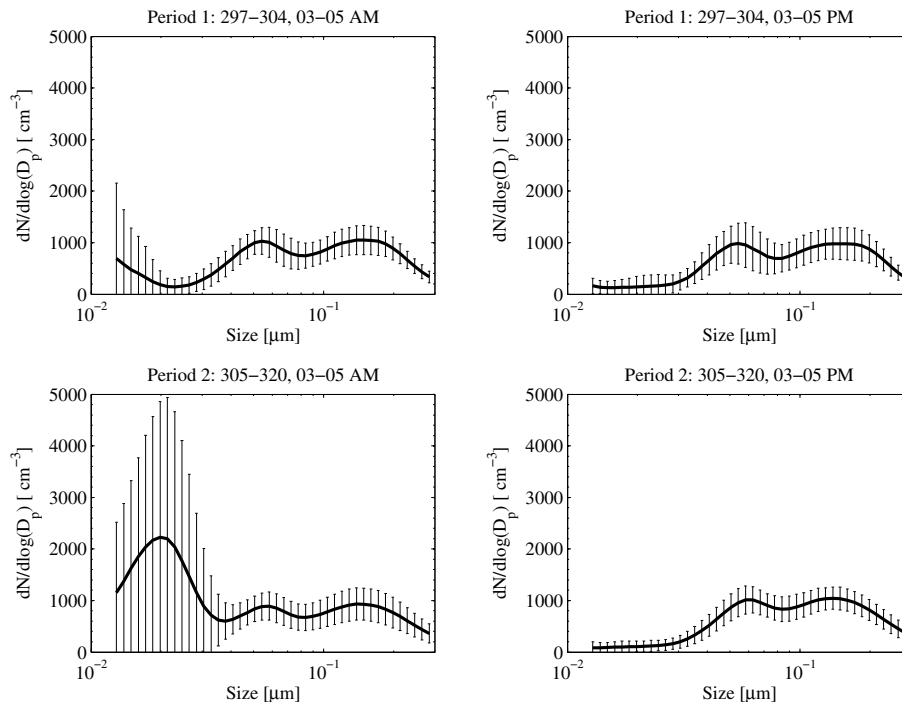 Period 1: 297−304, 03−05 AM
5000
4000
3000
2000
1000
0
dN/dlog(D_p) [ cm⁻³]
10⁻² 10⁻¹
Size [μm]
Period 1: 297−304, 03−05 PM
5000
4000
3000
2000
1000
0
dN/dlog(D_p) [ cm⁻³]
10⁻² 10⁻¹
Size [μm]
Period 2: 305−320, 03−05 AM
5000
4000
3000
2000
1000
0
dN/dlog(D_p) [ cm⁻³]
10⁻² 10⁻¹
Size [μm]
Period 2: 305−320, 03−05 PM
5000
4000
3000
2000
1000
0
dN/dlog(D_p) [ cm⁻³]
10⁻² 10⁻¹
Size [μm]